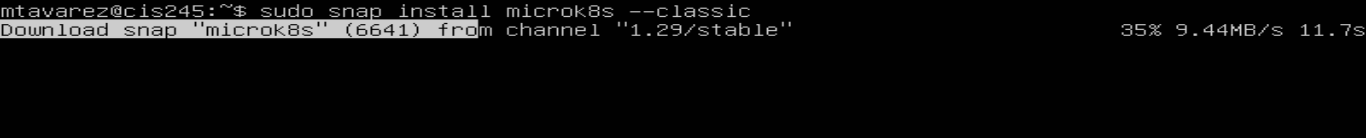 mtavarez@cis245:~$ sudo snap install microk8s --classic
Download snap "microk8s" (6641) from channel "1.29/stable" 35% 9.44MB/s 11.7s